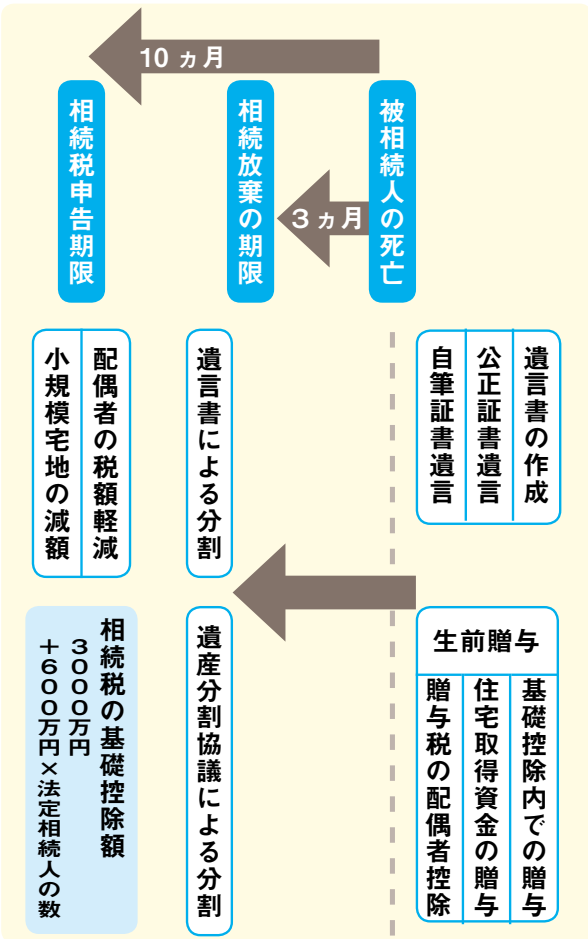 10 ヵ月
被相続人の死亡
3 ヵ月
相続放棄の期限
相続税申告期限
遺言書の作成
公正証書遺言
自筆証書遺言
遺言書による分割
配偶者の税額軽減
小規模宅地の減額
生前贈与
基礎控除内での贈与
住宅取得資金の贈与
贈与税の配偶者控除
遺産分割協議による分割
相続税の基礎控除額
3000万円
+600万円×法定相続人の数